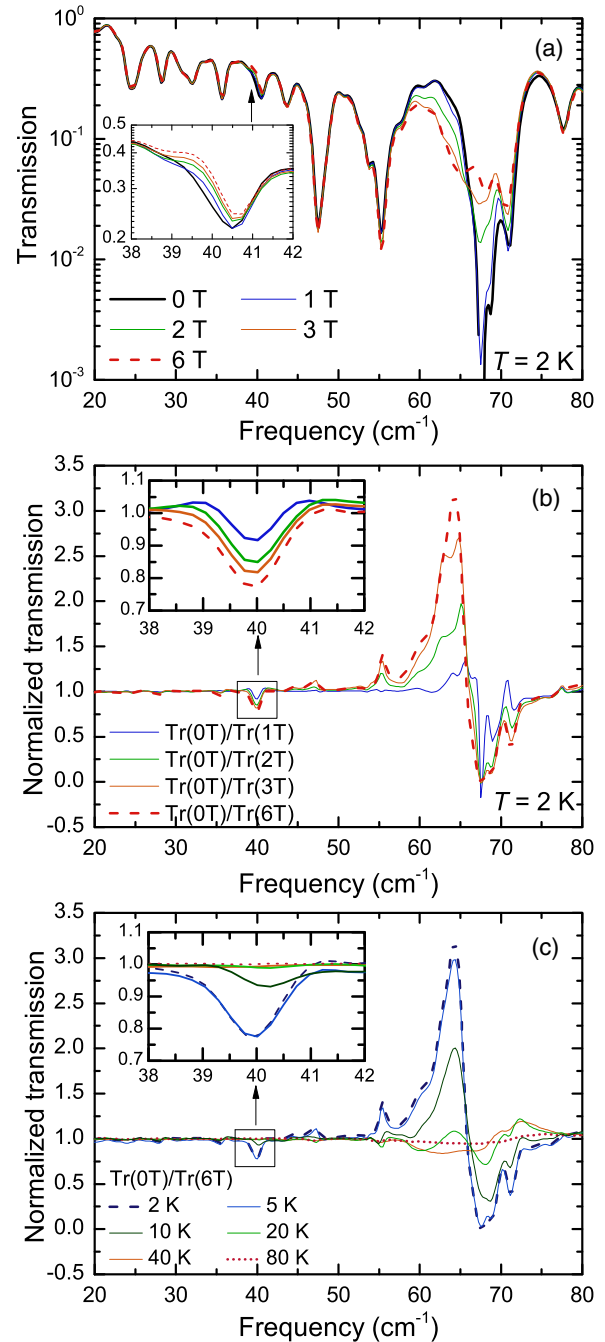 (a)
10⁰
10⁻¹
10⁻²
10⁻³
Transmission
0.5
0.4
0.3
0.2
38 39 40 41 42
0 T 1 T
2 T 3 T
6 T
T = 2 K
20 30 40 50 60 70 80
Frequency (cm⁻¹)
(b)
3.5
3.0
2.5
2.0
1.5
1.0
0.5
0.0
-0.5
Normalized transmission
1.1
1.0
0.9
0.8
0.7
38 39 40 41 42
Tr(0T)/Tr(1T)
Tr(0T)/Tr(2T)
Tr(0T)/Tr(3T)
Tr(0T)/Tr(6T)
T = 2 K
20 30 40 50 60 70 80
Frequency (cm⁻¹)
(c)
3.5
3.0
2.5
2.0
1.5
1.0
0.5
0.0
-0.5
Normalized transmission
1.1
1.0
0.9
0.8
0.7
38 39 40 41 42
Tr(0T)/Tr(6T)
2 K 5 K
10 K 20 K
40 K 80 K
20 30 40 50 60 70 80
Frequency (cm⁻¹)